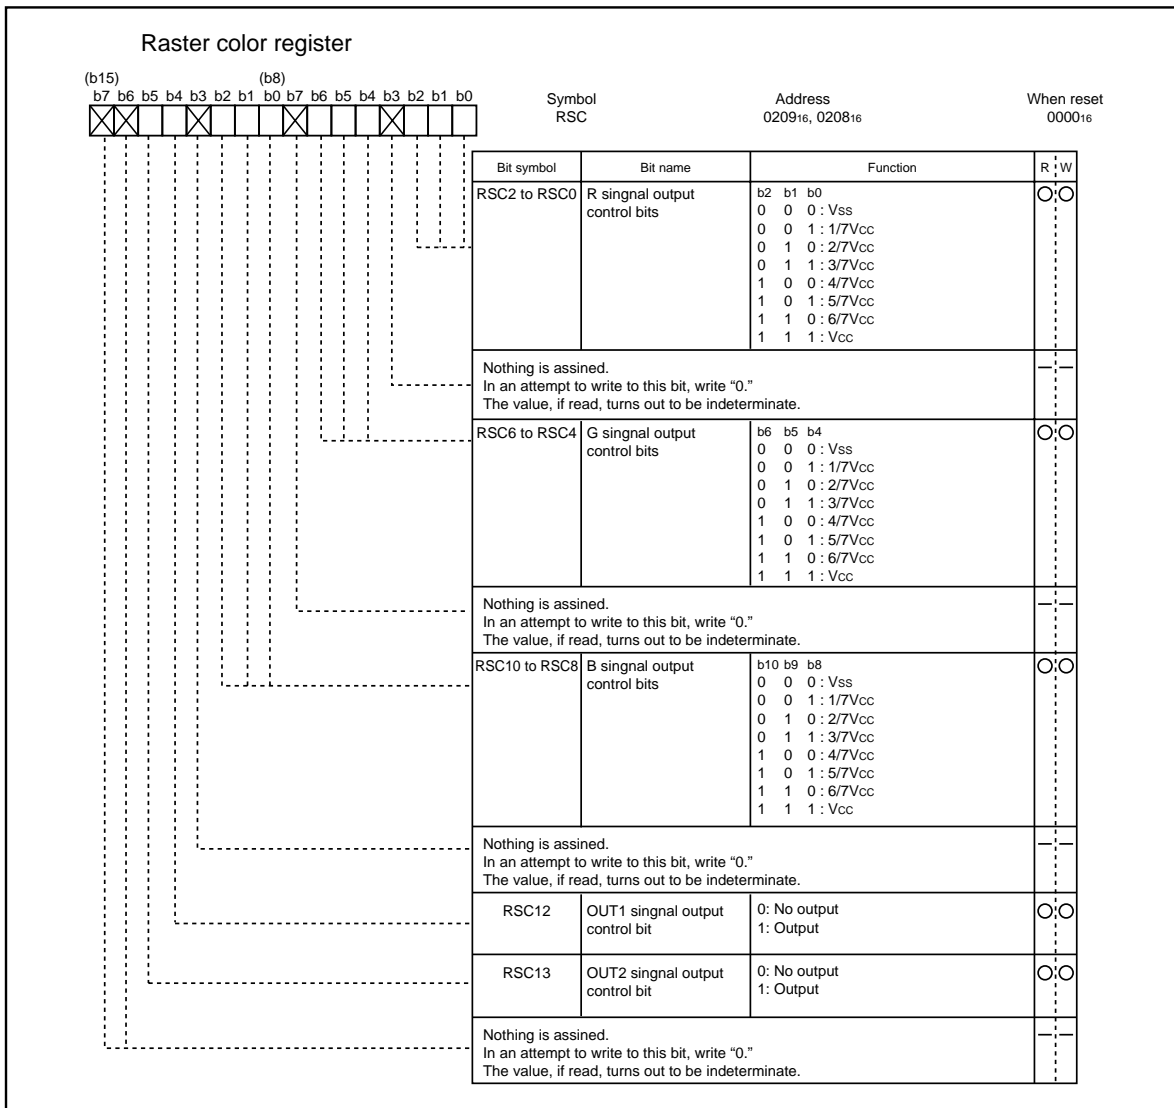 Raster color register
(b15) (b8)
b7 b6 b5 b4 b3 b2 b1 b0 b7 b6 b5 b4 b3 b2 b1 b0
Symbol Address When reset
RSC 020916, 020816 000016
Bit symbol Bit name Function R W
RSC2 to RSC0 R singnal output b2 b1 b0
control bits 0 0 0 : VSS
0 0 1 : 1/7VCC
0 1 0 : 2/7VCC
0 1 1 : 3/7VCC
1 0 0 : 4/7VCC
1 0 1 : 5/7VCC
1 1 0 : 6/7VCC
1 1 1 : VCC
Nothing is assined.
In an attempt to write to this bit, write “0.”
The value, if read, turns out to be indeterminate.
RSC6 to RSC4 G singnal output b6 b5 b4
control bits 0 0 0 : VSS
0 0 1 : 1/7VCC
0 1 0 : 2/7VCC
0 1 1 : 3/7VCC
1 0 0 : 4/7VCC
1 0 1 : 5/7VCC
1 1 0 : 6/7VCC
1 1 1 : VCC
Nothing is assined.
In an attempt to write to this bit, write “0.”
The value, if read, turns out to be indeterminate.
RSC10 to RSC8 B singnal output b10 b9 b8
control bits 0 0 0 : VSS
0 0 1 : 1/7VCC
0 1 0 : 2/7VCC
0 1 1 : 3/7VCC
1 0 0 : 4/7VCC
1 0 1 : 5/7VCC
1 1 0 : 6/7VCC
1 1 1 : VCC
Nothing is assined.
In an attempt to write to this bit, write “0.”
The value, if read, turns out to be indeterminate.
RSC12 OUT1 singnal output 0: No output
control bit 1: Output
RSC13 OUT2 singnal output 0: No output
control bit 1: Output
Nothing is assined.
In an attempt to write to this bit, write “0.”
The value, if read, turns out to be indeterminate.